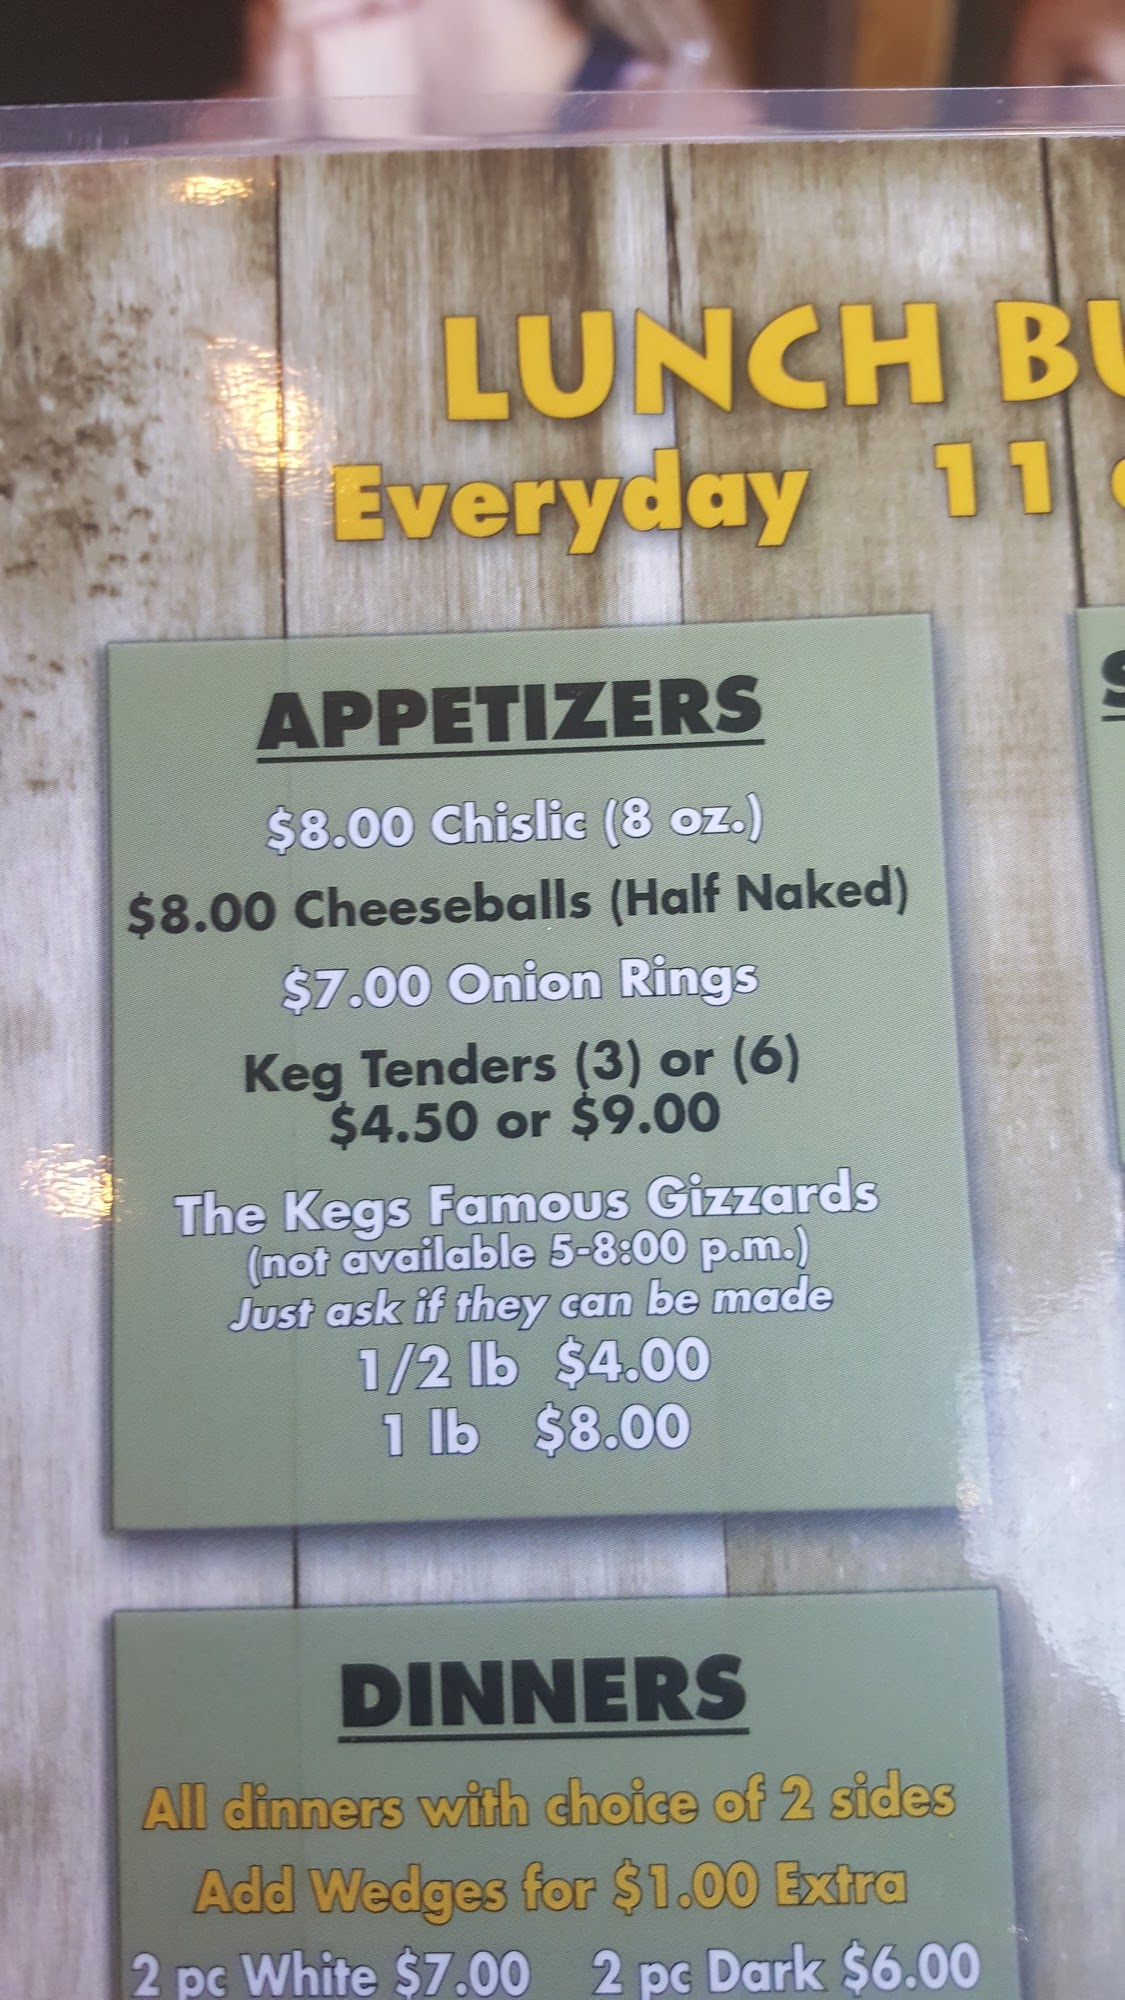 LUNCH
Everyday 11
APPETIZERS
$8.00 Chislic (8 oz.)
$8.00 Cheeseballs (Half Naked)
$7.00 Onion Rings
Keg Tenders (3) or (6)
$4.50 or $9.00
The Kegs Famous Gizzards
(not available 5-8:00 p.m.)
Just ask if they can be made
1/2 lb $4.00
1 lb $8.00
DINNERS
All dinners with choice of 2 sides
Add Wedges for $1.00 Extra
2 pc White $7.00 2 pc Dark $6.00